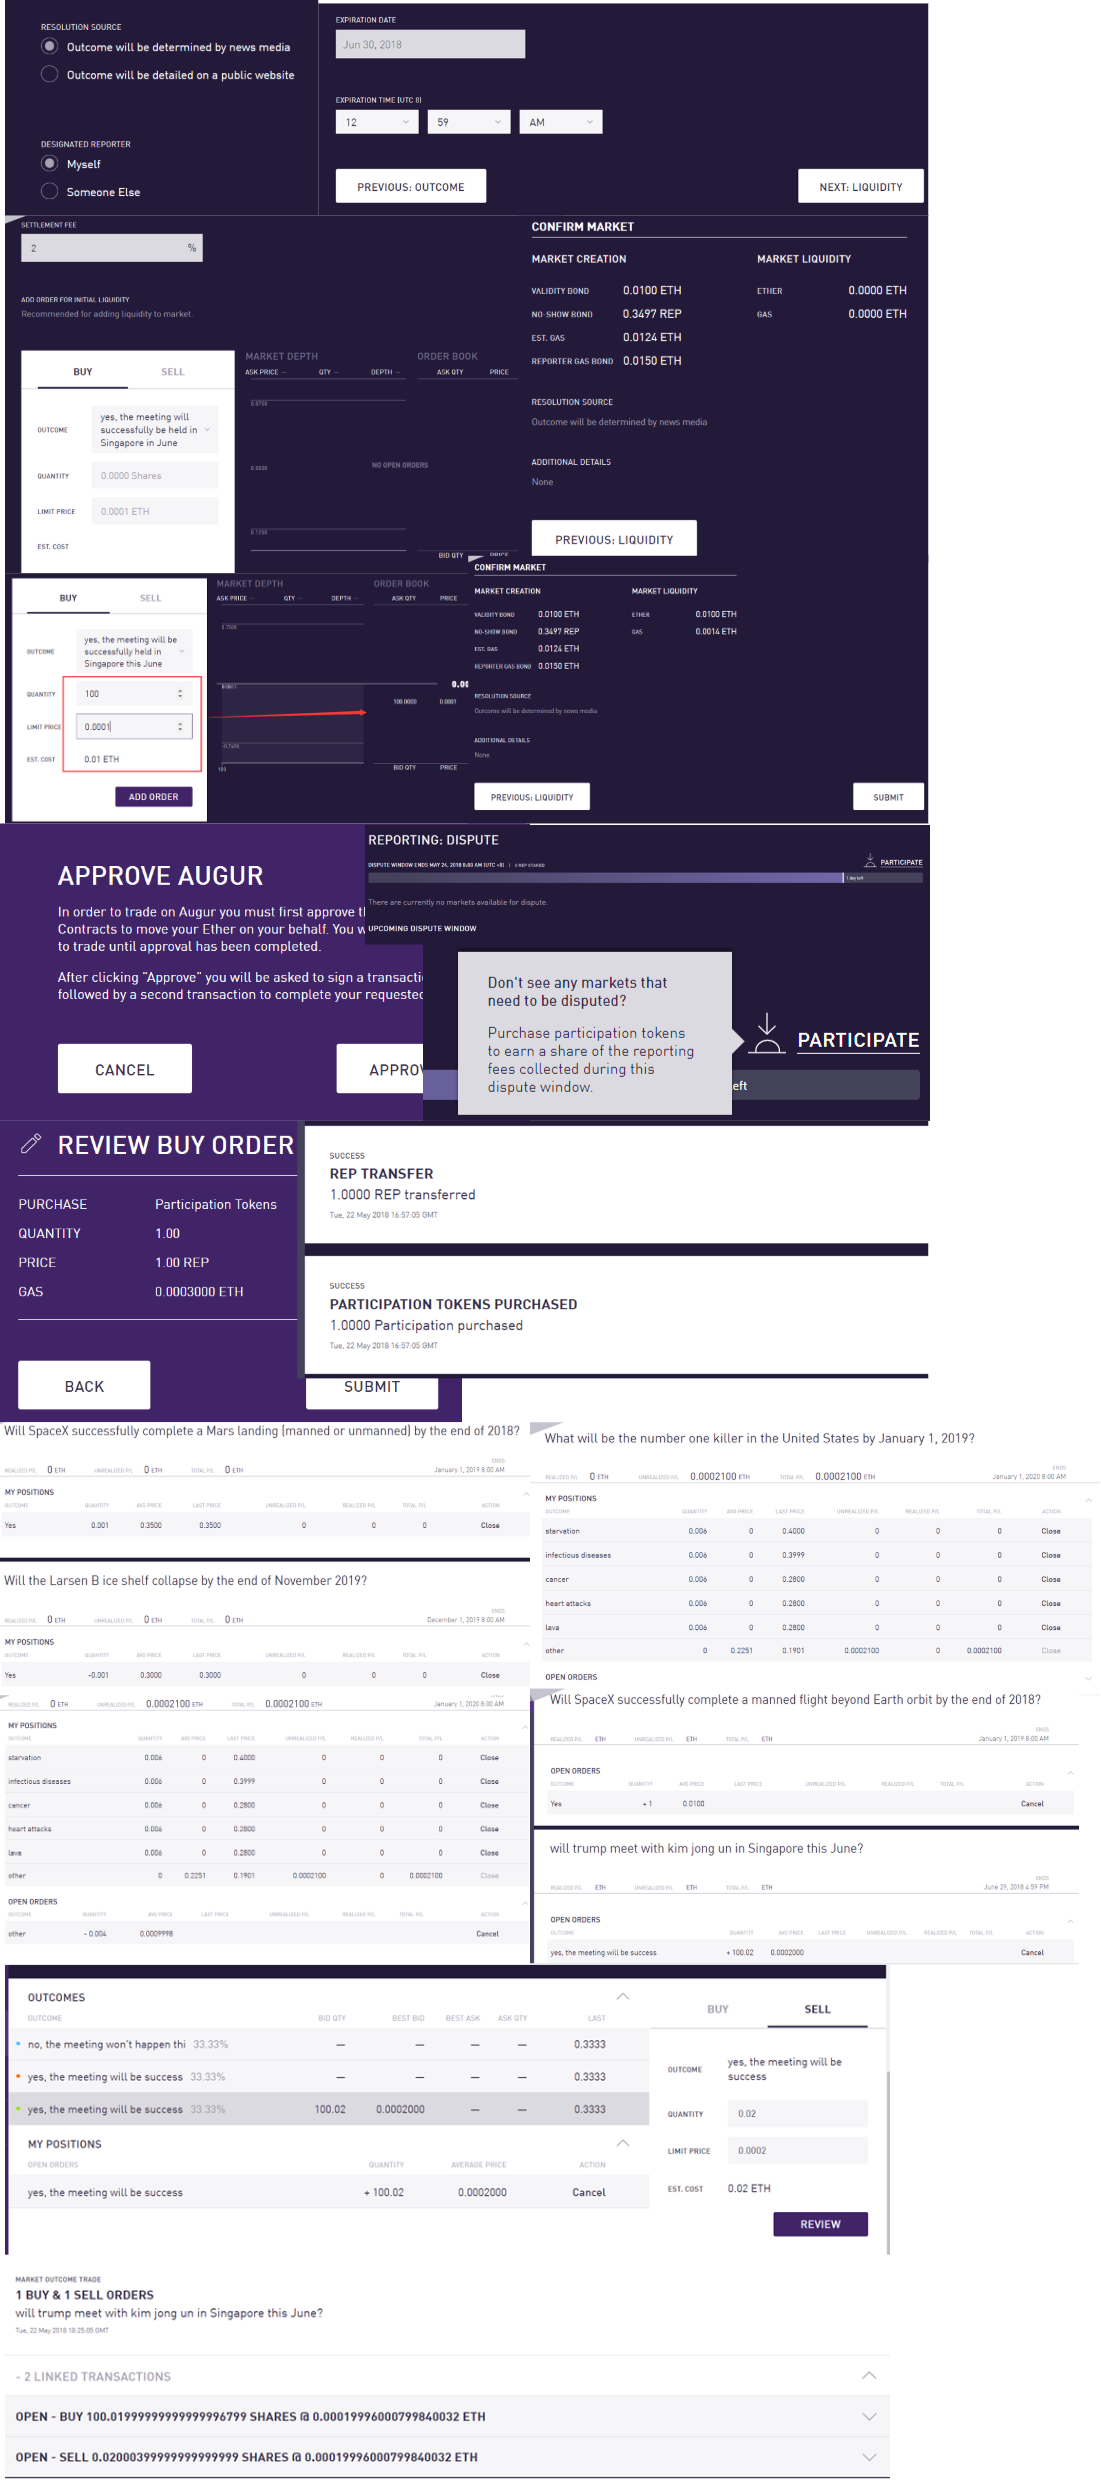 RESOLUTION SOURCE
Outcome will be determined by news media
Outcome will be detailed on a public website
DESIGNATED REPORTER
Myself
Someone Else
EXPIRATION DATE
Jun 30, 2018
EXPIRATION TIME (UTC 0)
12 59 AM
PREVIOUS: OUTCOME NEXT: LIQUIDITY
SETTLEMENT FEE
2 %
ADD ORDER FOR INITIAL LIQUIDITY
Recommended for adding liquidity to market.
BUY SELL
OUTCOME yes, the meeting will successfully be held in Singapore in June
QUANTITY 0.0000 Shares
LIMIT PRICE 0.0001 ETH
EST. COST
MARKET DEPTH ORDER BOOK
ASK PRICE — QTY — DEPTH — ASK QTY PRICE
0.8750
0.5000 NO OPEN ORDERS
0.1250
BID QTY PRICE
CONFIRM MARKET
MARKET CREATION MARKET LIQUIDITY
VALIDITY BOND 0.0100 ETH ETHER 0.0000 ETH
NO-SHOW BOND 0.3497 REP GAS 0.0000 ETH
EST. GAS 0.0124 ETH
REPORTER GAS BOND 0.0150 ETH
RESOLUTION SOURCE
Outcome will be determined by news media
ADDITIONAL DETAILS
None
PREVIOUS: LIQUIDITY
BUY SELL
OUTCOME yes, the meeting will be successfully held in Singapore this June
QUANTITY 100
LIMIT PRICE 0.0001
EST. COST 0.01 ETH
ADD ORDER
MARKET DEPTH ORDER BOOK
ASK PRICE — QTY — DEPTH — ASK QTY PRICE
0.00
100.0000 0.0001
100
BID QTY PRICE
CONFIRM MARKET
MARKET CREATION MARKET LIQUIDITY
VALIDITY BOND 0.0100 ETH ETHER 0.0100 ETH
NO-SHOW BOND 0.3497 REP GAS 0.0014 ETH
EST. GAS 0.0124 ETH
REPORTER GAS BOND 0.0150 ETH
RESOLUTION SOURCE
Outcome will be determined by news media
ADDITIONAL DETAILS
None
PREVIOUS: LIQUIDITY SUBMIT
APPROVE AUGUR
In order to trade on Augur you must first approve t
Contracts to move your Ether on your behalf. You w
to trade until approval has been completed.
After clicking "Approve" you will be asked to sign a transacti
followed by a second transaction to complete your requested
CANCEL APPROV
REPORTING: DISPUTE
DISPUTE WINDOW ENDS MAY 24, 2018 8:00 AM (UTC +8) | 0 REP STAKED
PARTICIPATE
1 day left
There are currently no markets available for dispute.
UPCOMING DISPUTE WINDOW
Don't see any markets that
need to be disputed?
Purchase participation tokens
to earn a share of the reporting
fees collected during this
dispute window.
PARTICIPATE
eft
REVIEW BUY ORDER
PURCHASE Participation Tokens
QUANTITY 1.00
PRICE 1.00 REP
GAS 0.0003000 ETH
BACK SUBMIT
SUCCESS
REP TRANSFER
1.0000 REP transferred
Tue, 22 May 2018 16:57:05 GMT
SUCCESS
PARTICIPATION TOKENS PURCHASED
1.0000 Participation purchased
Tue, 22 May 2018 16:57:05 GMT
Will SpaceX successfully complete a Mars landing (manned or unmanned) by the end of 2018?
REALIZED P/L 0 ETH UNREALIZED P/L 0 ETH TOTAL P/L 0 ETH ENDS January 1, 2019 8:00 AM
MY POSITIONS
OUTCOME QUANTITY AVG PRICE LAST PRICE UNREALIZED P/L REALIZED P/L TOTAL P/L ACTION
Yes 0.001 0.3500 0.3500 0 0 0 Close
Will the Larsen B ice shelf collapse by the end of November 2019?
REALIZED P/L 0 ETH UNREALIZED P/L 0 ETH TOTAL P/L 0 ETH ENDS December 1, 2019 8:00 AM
MY POSITIONS
OUTCOME QUANTITY AVG PRICE LAST PRICE UNREALIZED P/L REALIZED P/L TOTAL P/L ACTION
Yes -0.001 0.3000 0.3000 0 0 0 Close
What will be the number one killer in the United States by January 1, 2019?
REALIZED P/L 0 ETH UNREALIZED P/L 0.0002100 ETH TOTAL P/L 0.0002100 ETH ENDS January 1, 2020 8:00 AM
MY POSITIONS
OUTCOME QUANTITY AVG PRICE LAST PRICE UNREALIZED P/L REALIZED P/L TOTAL P/L ACTION
starvation 0.006 0 0.4000 0 0 0 Close
infectious diseases 0.006 0 0.3999 0 0 0 Close
cancer 0.006 0 0.2800 0 0 0 Close
heart attacks 0.006 0 0.2800 0 0 0 Close
lava 0.006 0 0.2800 0 0 0 Close
other 0 0.2251 0.1901 0.0002100 0 0.0002100 Close
OPEN ORDERS
REALIZED P/L 0 ETH UNREALIZED P/L 0.0002100 ETH TOTAL P/L 0.0002100 ETH January 1, 2020 8:00 AM
MY POSITIONS
OUTCOME QUANTITY AVG PRICE LAST PRICE UNREALIZED P/L REALIZED P/L TOTAL P/L ACTION
starvation 0.006 0 0.4000 0 0 0 Close
infectious diseases 0.006 0 0.3999 0 0 0 Close
cancer 0.006 0 0.2800 0 0 0 Close
heart attacks 0.006 0 0.2800 0 0 0 Close
lava 0.006 0 0.2800 0 0 0 Close
other 0 0.2251 0.1901 0.0002100 0 0.0002100 Close
OPEN ORDERS
OUTCOME QUANTITY AVG PRICE LAST PRICE UNREALIZED P/L REALIZED P/L TOTAL P/L ACTION
other - 0.004 0.0009998 Cancel
Will SpaceX successfully complete a manned flight beyond Earth orbit by the end of 2018?
REALIZED P/L ETH UNREALIZED P/L ETH TOTAL P/L ETH ENDS January 1, 2019 8:00 AM
OPEN ORDERS
OUTCOME QUANTITY AVG PRICE LAST PRICE UNREALIZED P/L REALIZED P/L TOTAL P/L ACTION
Yes + 1 0.0100 Cancel
will trump meet with kim jong un in Singapore this June?
REALIZED P/L ETH UNREALIZED P/L ETH TOTAL P/L ETH ENDS June 29, 2018 4:59 PM
OPEN ORDERS
OUTCOME QUANTITY AVG PRICE LAST PRICE UNREALIZED P/L REALIZED P/L TOTAL P/L ACTION
yes, the meeting will be success + 100.02 0.0002000 Cancel
OUTCOMES
OUTCOME BID QTY BEST BID BEST ASK ASK QTY LAST
no, the meeting won't happen thi 33.33% — — — — 0.3333
yes, the meeting will be success 33.33% — — — — 0.3333
yes, the meeting will be success 33.33% 100.02 0.0002000 — — 0.3333
MY POSITIONS
OPEN ORDERS QUANTITY AVERAGE PRICE ACTION
yes, the meeting will be success + 100.02 0.0002000 Cancel
BUY SELL
OUTCOME yes, the meeting will be success
QUANTITY 0.02
LIMIT PRICE 0.0002
EST. COST 0.02 ETH
REVIEW
MARKET OUTCOME TRADE
1 BUY & 1 SELL ORDERS
will trump meet with kim jong un in Singapore this June?
Tue, 22 May 2018 18:25:05 GMT
- 2 LINKED TRANSACTIONS
OPEN - BUY 100.01999999999999996799 SHARES @ 0.00019996000799840032 ETH
OPEN - SELL 0.02000399999999999999 SHARES @ 0.00019996000799840032 ETH